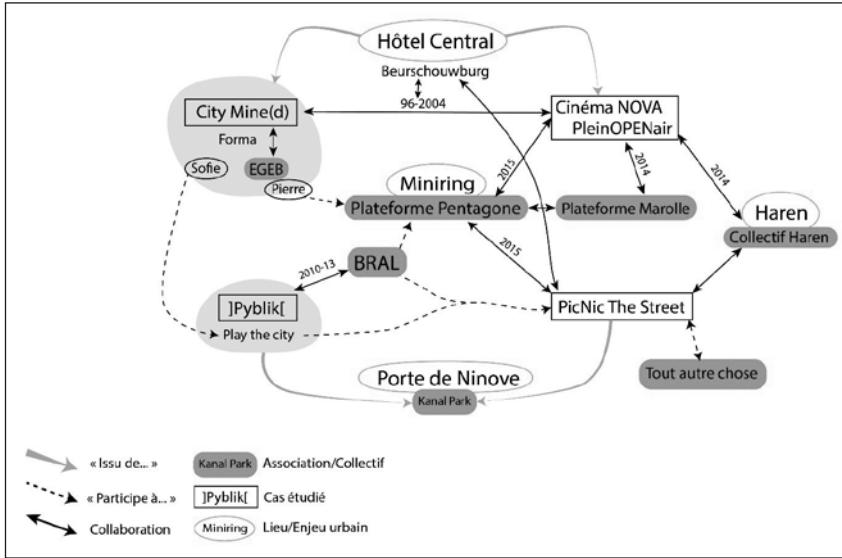 Hôtel Central
Beurschouwburg
96-2004
City Mine(d)
Forma
EGEB
Sofie
Pierre
Cinéma NOVA
PleinOPENair
2015
2014
2014
Miniring
Plateforme Pentagone
Plateforme Marolle
Haren
Collectif Haren
2015
BRAL
2010-13
]Pyblik[
Play the city
PicNic The Street
Tout autre chose
Porte de Ninove
Kanal Park
« Issu de... »
Kanal Park
Association/Collectif
« Participe à... »
]Pyblik[
Cas étudié
Collaboration
Miniring
Lieu/Enjeu urbain